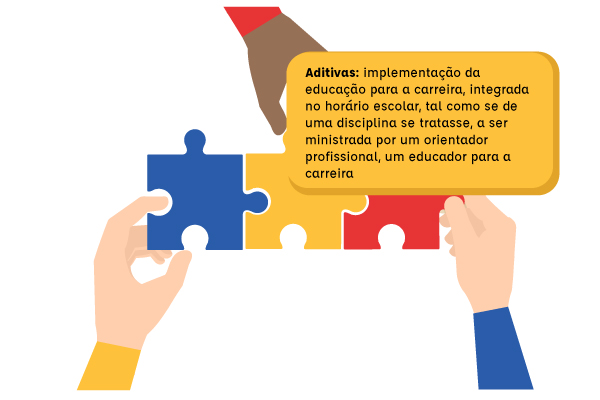 Aditivas: implementação da
educação para a carreira, integrada
no horário escolar, tal como se de
uma disciplina se tratasse, a ser
ministrada por um orientador
profissional, um educador para a
carreira